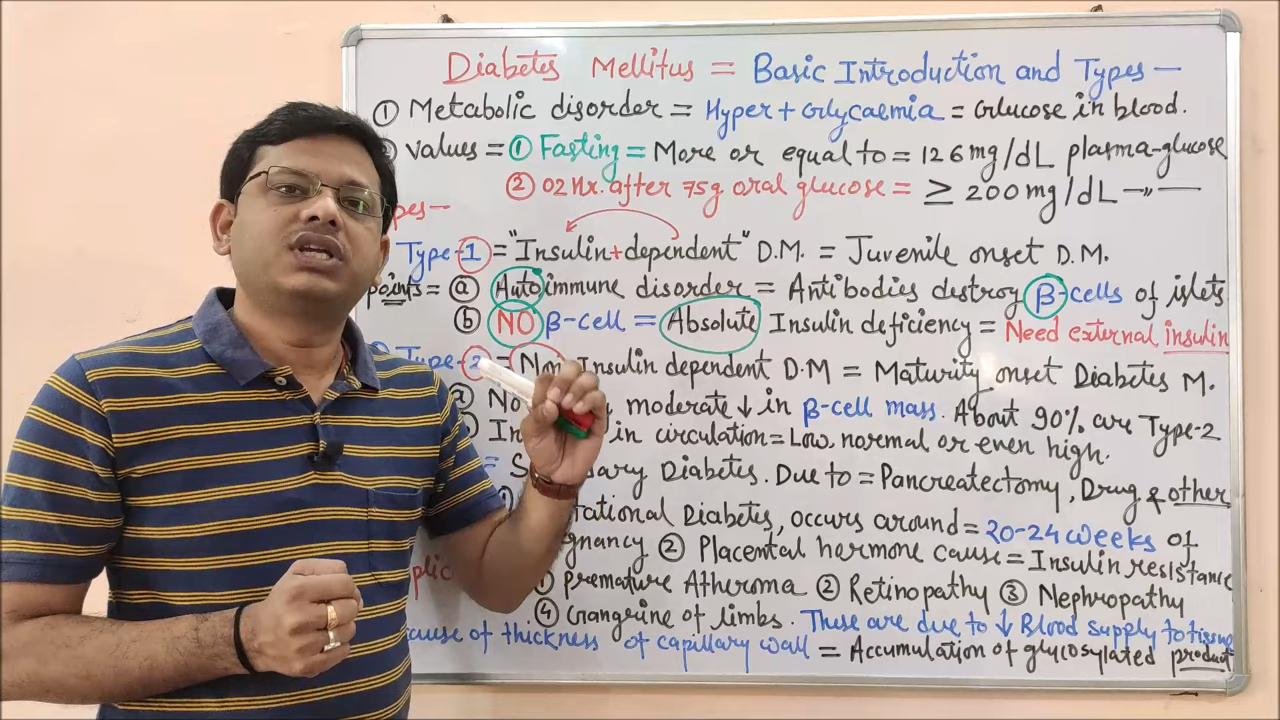 Diabetes Mellitus = Basic Introduction and Types —
① Metabolic disorder = Hyper + Glycaemia = Glucose in blood.
values = ① Fasting = More or equal to = 126 mg/dL plasma-glucose
② 02 Hr. after 75g oral glucose = ≥ 200 mg/dL —〃—
Type-1 = "Insulin+dependent" D.M. = Juvenile onset D.M.
points = ⓐ Autoimmune disorder = Antibodies destroy β-cells of islets
ⓑ NO β-cell = Absolute Insulin deficiency = Need external insulin
Type-2 = Non Insulin dependent D.M = Maturity onset Diabetes M.
ⓐ No moderate ↓ in β-cell mass. About 90% are Type-2
In in circulation = Low, normal or even high.
= Diabetes. Due to = Pancreatectomy, Drug & other
Diabetes, occurs around = 20-24 weeks of
② Placental hormone cause = Insulin resistance
① Premature Atheroma ② Retinopathy ③ Nephropathy
④ Gangrine of limbs. These are due to ↓ Blood supply to tissue
of thickness of capillary wall = Accumulation of glycosylated product